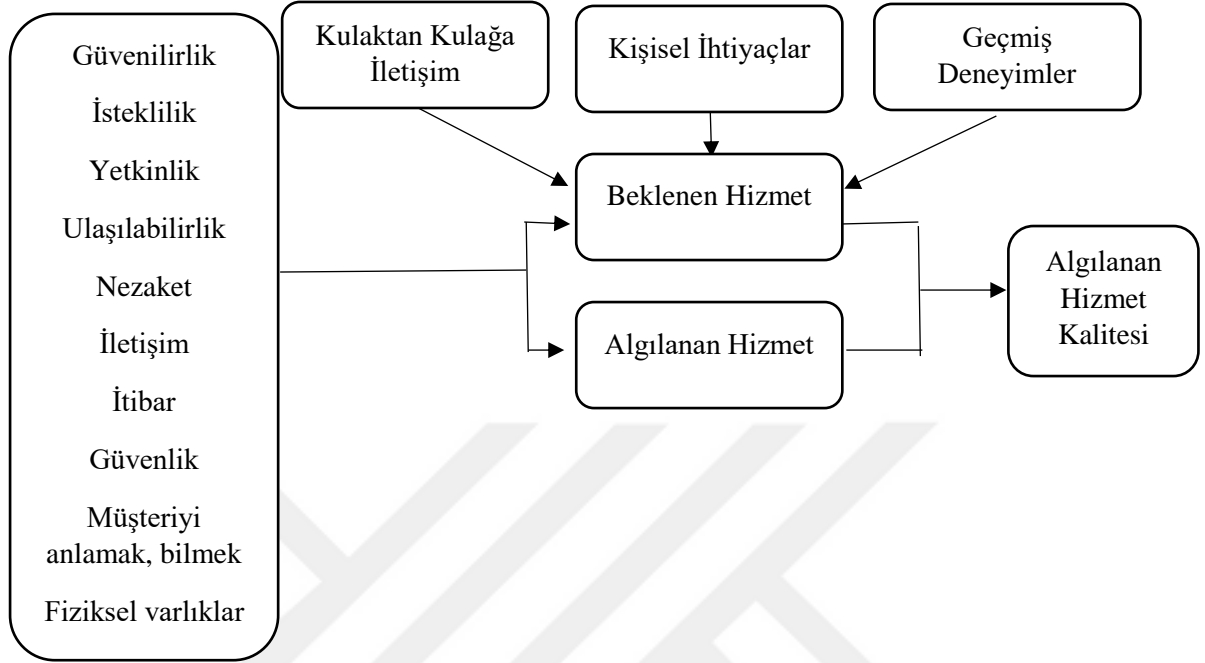 Güvenilirlik
İsteklilik
Yetkinlik
Ulaşılabilirlik
Nezaket
İletişim
İtibar
Güvenlik
Müşteriyi
anlamak, bilmek
Fiziksel varlıklar
Kulaktan Kulağa
İletişim
Kişisel İhtiyaçlar
Geçmiş
Deneyimler
Beklenen Hizmet
Algılanan Hizmet
Algılanan
Hizmet
Kalitesi